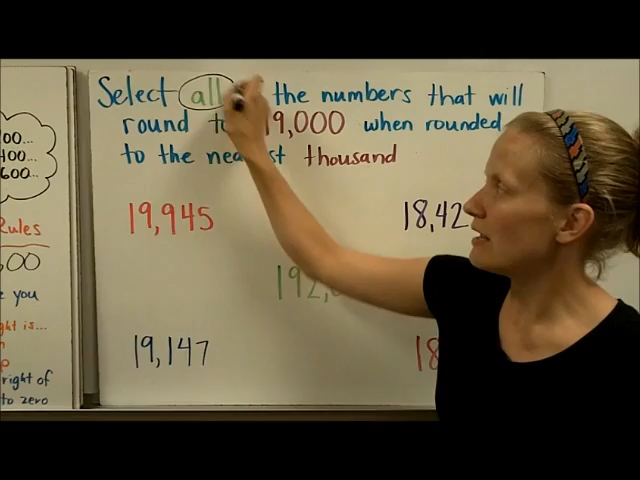 Select all the numbers that will
round to 19,000 when rounded
to the nearest thousand
19,945
18,42
192,
19,147
18
00...
400...
600...
Rules
00
e you
ght is...
right of
to zero